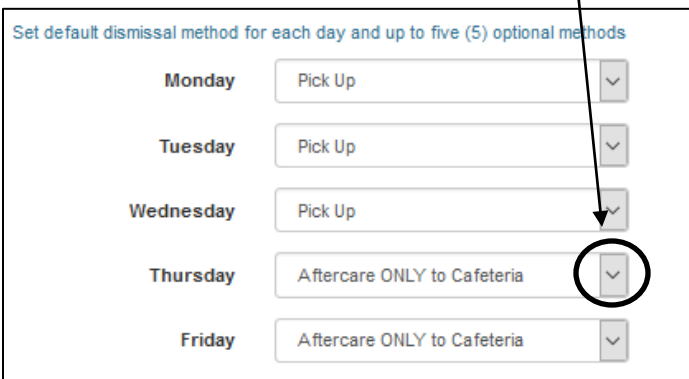 Set default dismissal method for each day and up to five (5) optional methods
Monday Pick Up
Tuesday Pick Up
Wednesday Pick Up
Thursday Aftercare ONLY to Cafeteria
Friday Aftercare ONLY to Cafeteria